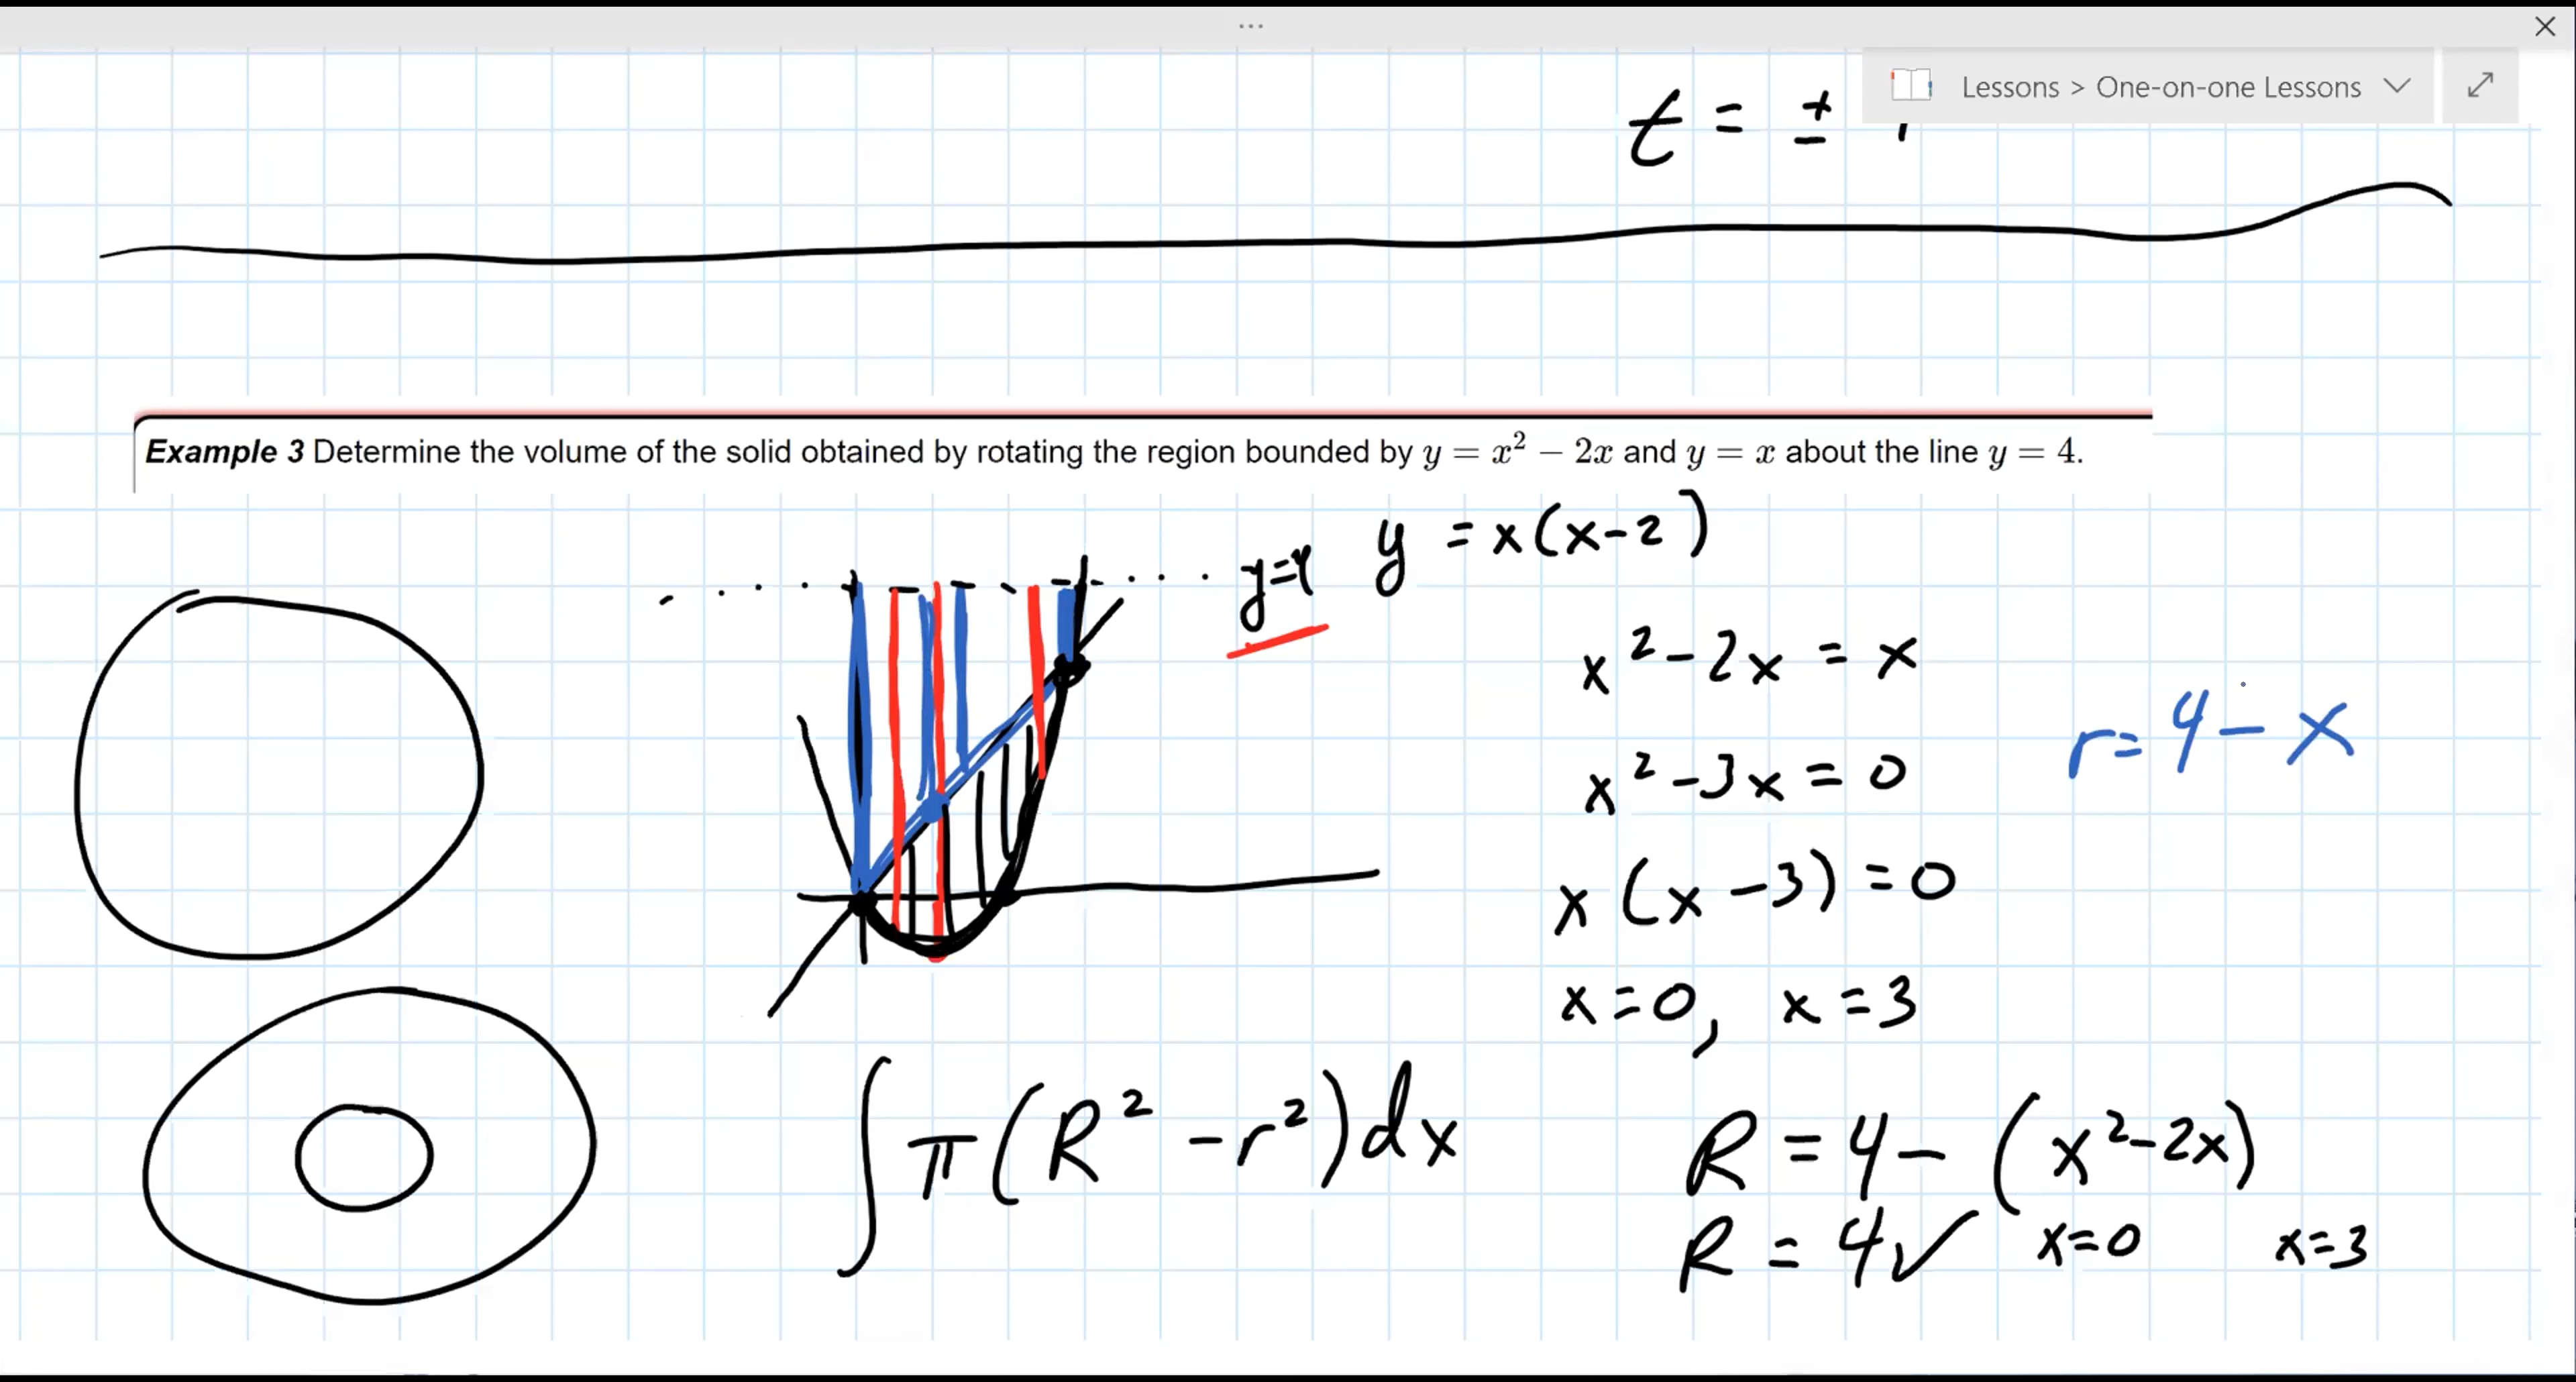 Lessons > One-on-one Lessons
t = ±
Example 3 Determine the volume of the solid obtained by rotating the region bounded by y = x² − 2x and y = x about the line y = 4.
y=4
y = x(x-2)
x² - 2x = x
x² - 3x = 0
r = 4 - x
x(x - 3) = 0
x = 0, x = 3
∫ π(R² - r²)dx
R = 4 - (x² - 2x)
R = 4 ✓ x=0 x=3